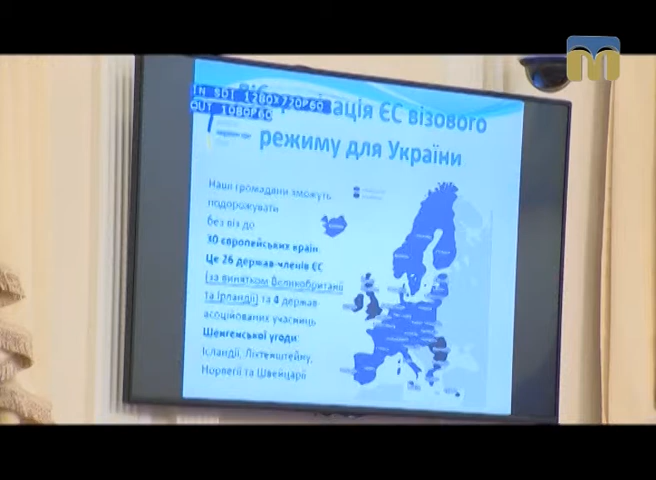 IN SDI 1280X720P60
OUT 1080P60
ЄС візового
режиму для України
Наші громадяни зможуть
подорожувати
без віз до
30 європейських країн.
Це 26 держав-членів ЄС
(за винятком Великобританії
та Ірландії) та 4 держав-
асоційованих учасниць
Шенгенської угоди:
Ісландії, Ліхтенштейну,
Норвегії та Швейцарії